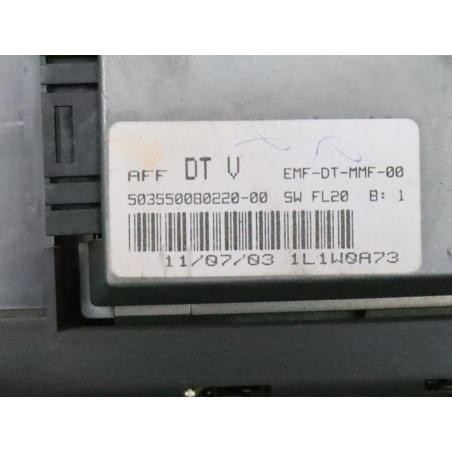 AFF DT V EMF-DT-MMF-00
503550080220-00 SW FL20 B: 1
11/07/03 1L1W0A73